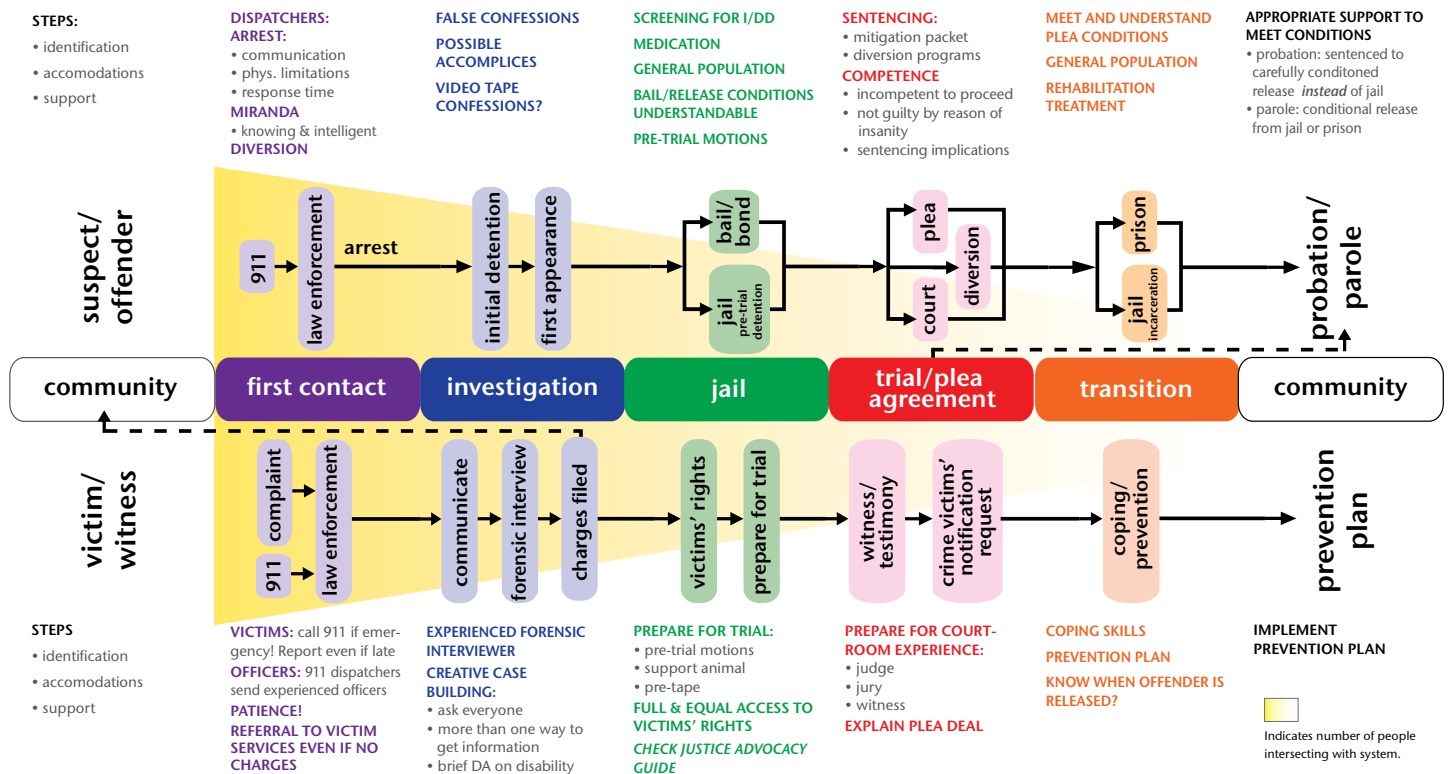 STEPS:
• identification
• accomodations
• support
DISPATCHERS:
ARREST:
• communication
• phys. limitations
• response time
MIRANDA
• knowing & intelligent
DIVERSION
FALSE CONFESSIONS
POSSIBLE
ACCOMPLICES
VIDEO TAPE
CONFESSIONS?
SCREENING FOR I/DD
MEDICATION
GENERAL POPULATION
BAIL/RELEASE CONDITIONS
UNDERSTANDABLE
PRE-TRIAL MOTIONS
SENTENCING:
• mitigation packet
• diversion programs
COMPETENCE
• incompetent to proceed
• not guilty by reason of
insanity
• sentencing implications
MEET AND UNDERSTAND
PLEA CONDITIONS
GENERAL POPULATION
REHABILITATION
TREATMENT
APPROPRIATE SUPPORT TO
MEET CONDITIONS
• probation: sentenced to
carefully conditoned
release instead of jail
• parole: conditional release
from jail or prison
suspect/
offender
911
law enforcement
arrest
initial detention
first appearance
bail/
bond
jail
pre-trial
detention
plea
court
diversion
prison
jail
incarceration
probation/
parole
community
first contact
investigation
jail
trial/plea
agreement
transition
community
victim/
witness
complaint
911
law enforcement
communicate
forensic interview
charges filed
victims' rights
prepare for trial
witness/
testimony
crime victims'
notification
request
coping/
prevention
prevention
plan
STEPS
• identification
• accomodations
• support
VICTIMS: call 911 if emer-
gency! Report even if late
OFFICERS: 911 dispatchers
send experienced officers
PATIENCE!
REFERRAL TO VICTIM
SERVICES EVEN IF NO
CHARGES
EXPERIENCED FORENSIC
INTERVIEWER
CREATIVE CASE
BUILDING:
• ask everyone
• more than one way to
get information
• brief DA on disability
PREPARE FOR TRIAL:
• pre-trial motions
• support animal
• pre-tape
FULL & EQUAL ACCESS TO
VICTIMS' RIGHTS
CHECK JUSTICE ADVOCACY
GUIDE
PREPARE FOR COURT-
ROOM EXPERIENCE:
• judge
• jury
• witness
EXPLAIN PLEA DEAL
COPING SKILLS
PREVENTION PLAN
KNOW WHEN OFFENDER IS
RELEASED?
IMPLEMENT
PREVENTION PLAN
Indicates number of people
intersecting with system.